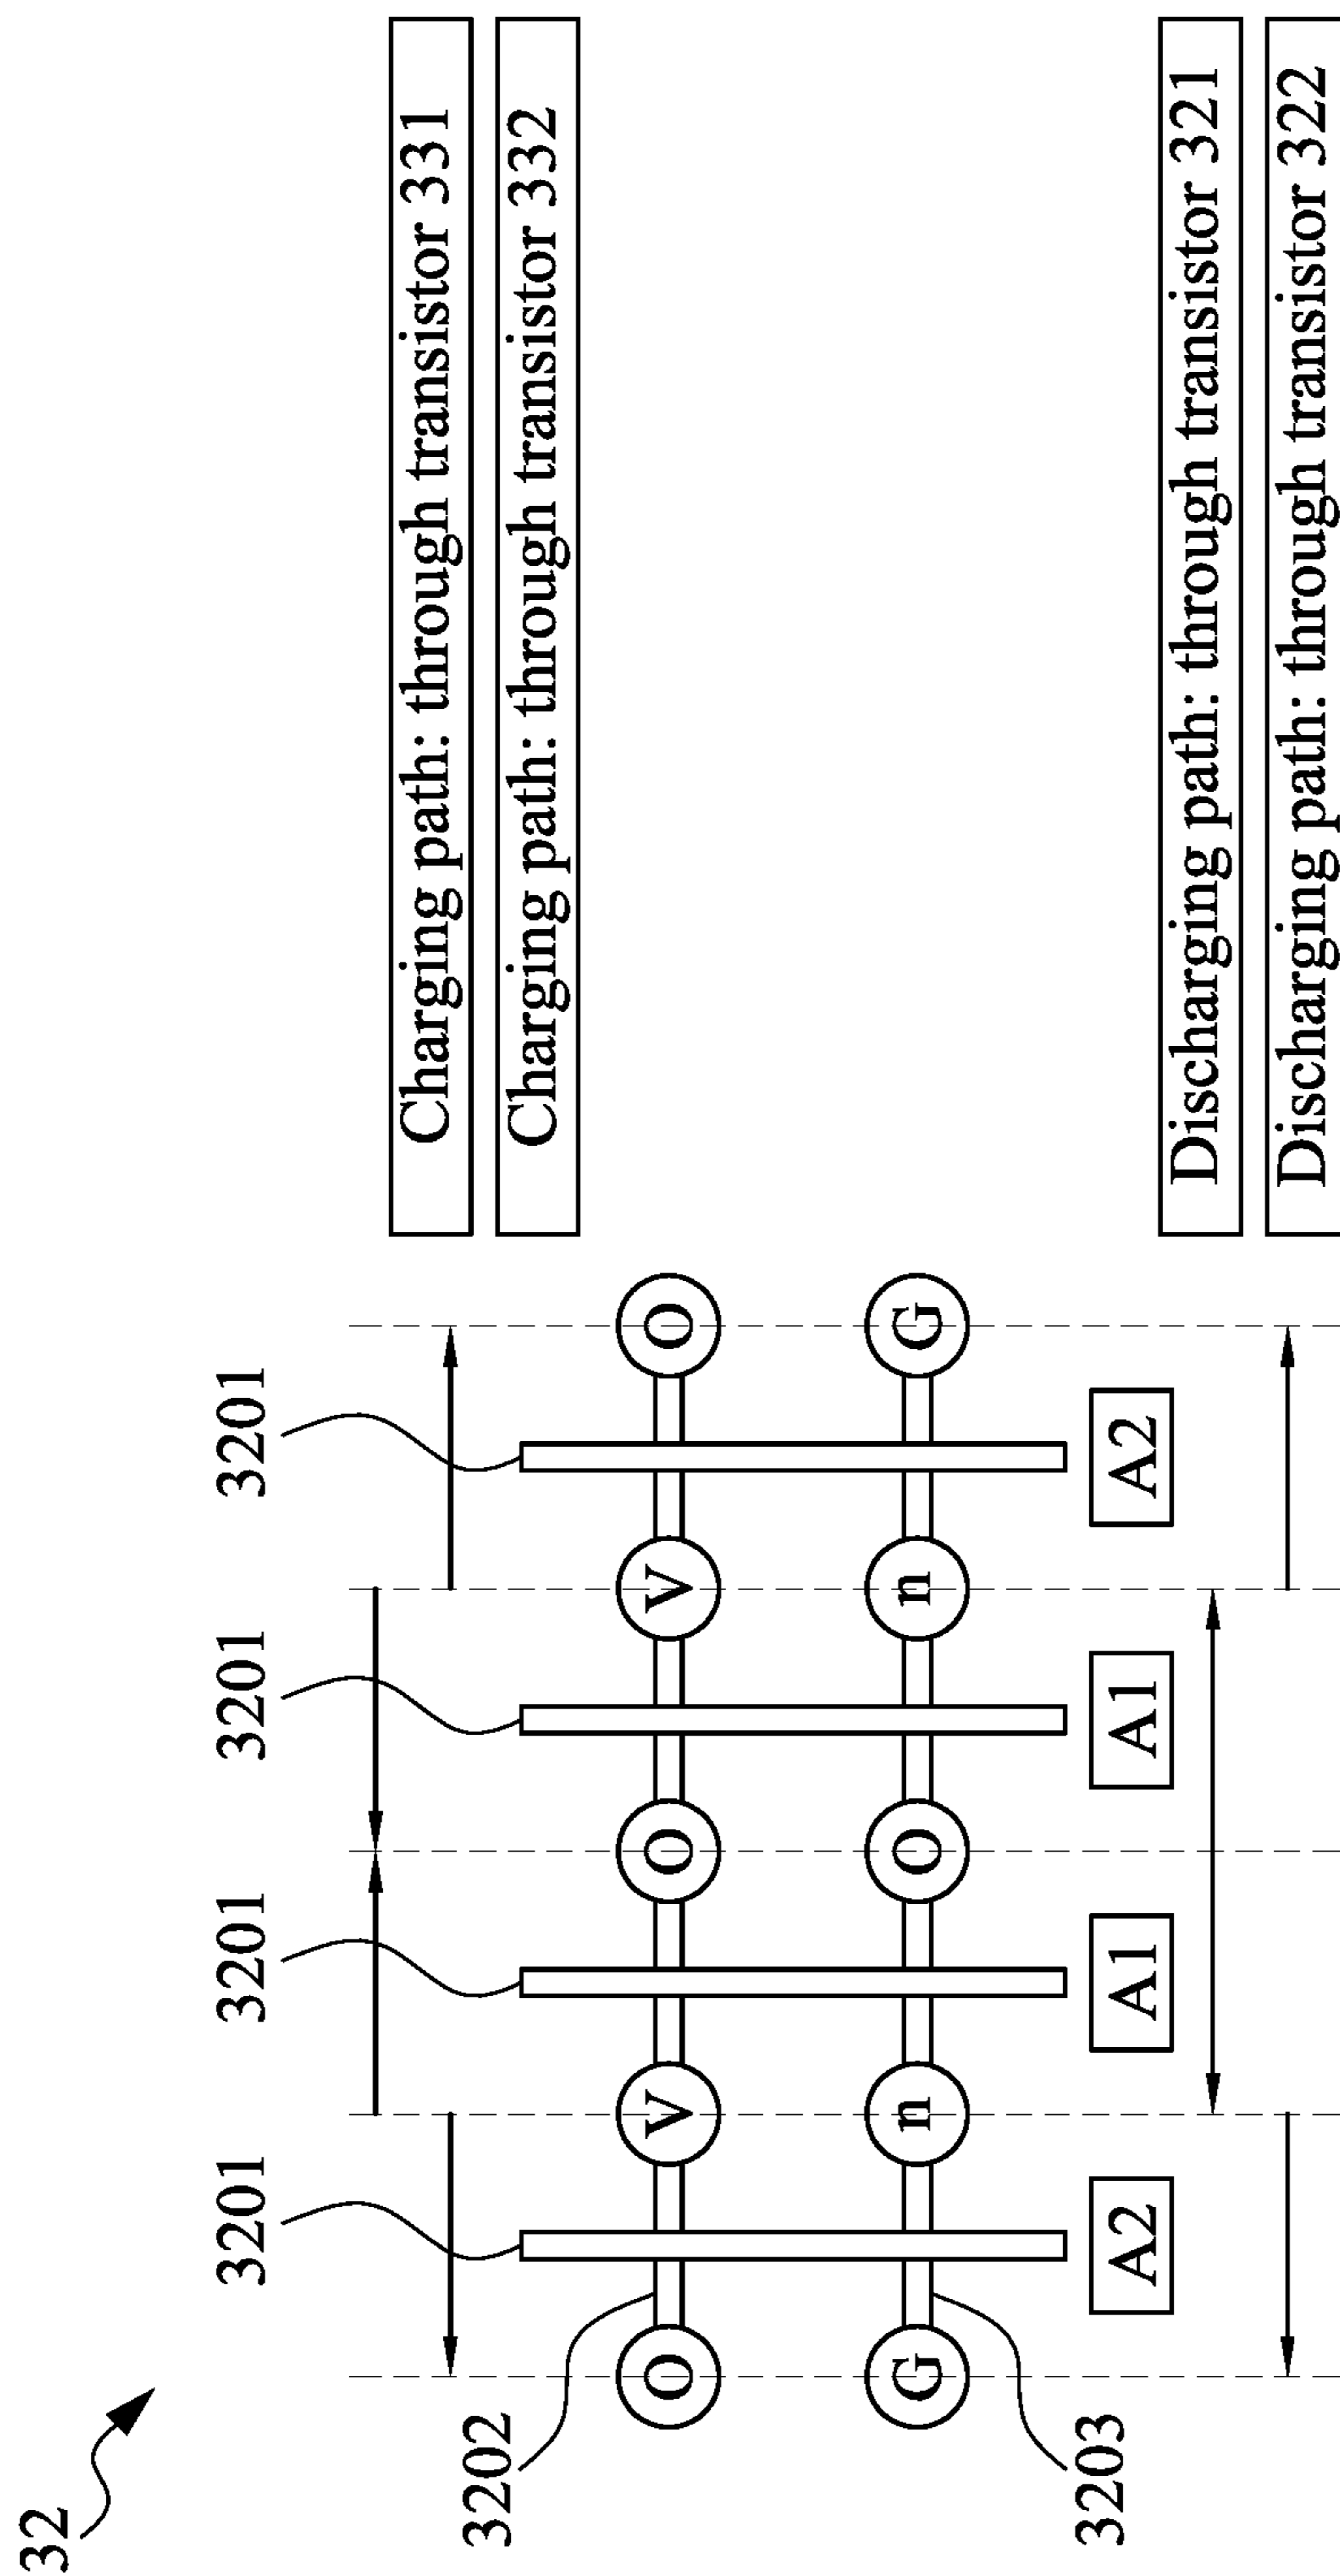 32
3201 3201 3201 3201
Charging path: through transistor 331
3202
Charging path: through transistor 332
O V O V O
G n O n G
3203
A2 A1 A1 A2
Discharging path: through transistor 321
Discharging path: through transistor 322